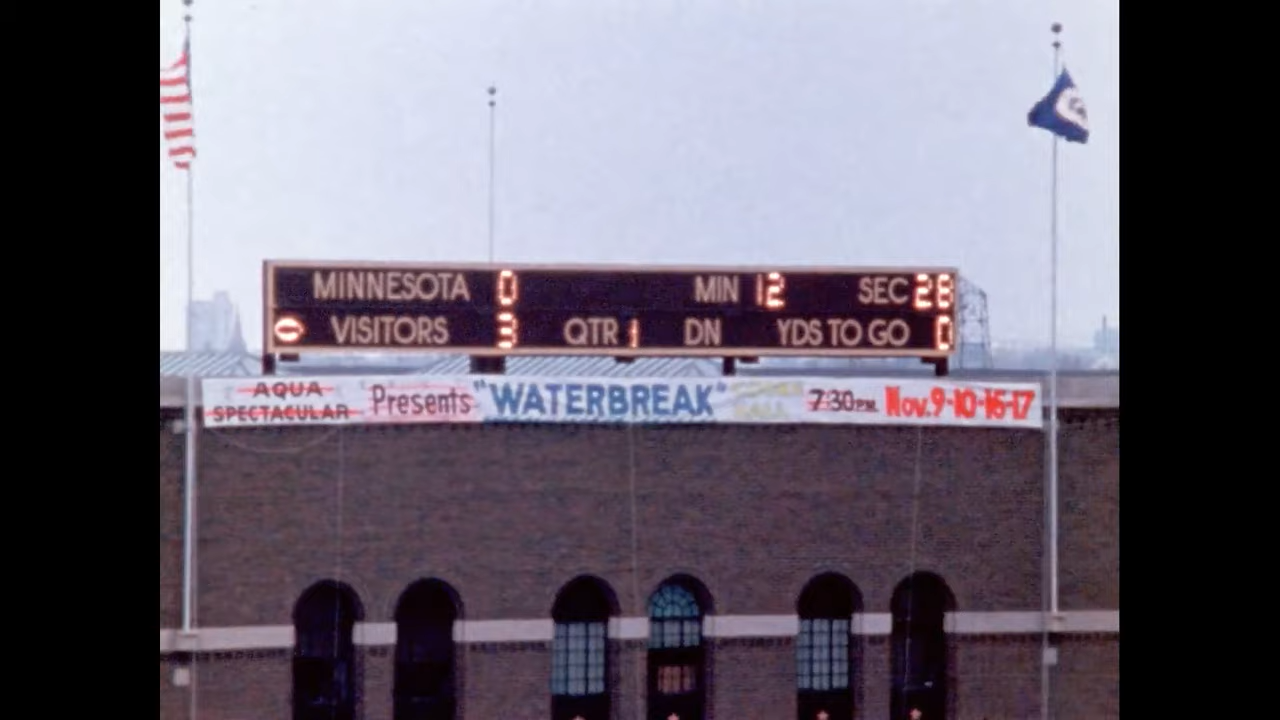 MINNESOTA 0 MIN 12 SEC 28
VISITORS 3 QTR 1 DN YDS TO GO 0
AQUA SPECTACULAR Presents "WATERBREAK" 7:30 PM Nov. 9-10-16-17